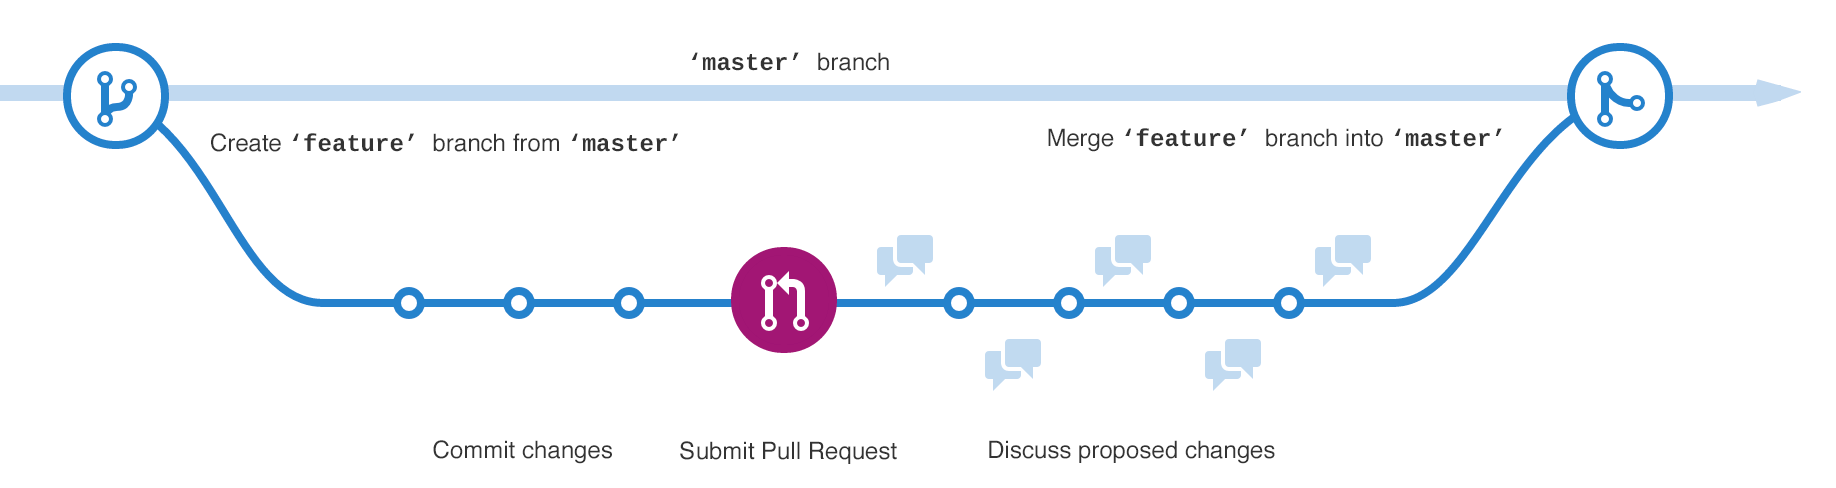 ‘master’ branch
Create ‘feature’ branch from ‘master’
Merge ‘feature’ branch into ‘master’
Commit changes
Submit Pull Request
Discuss proposed changes